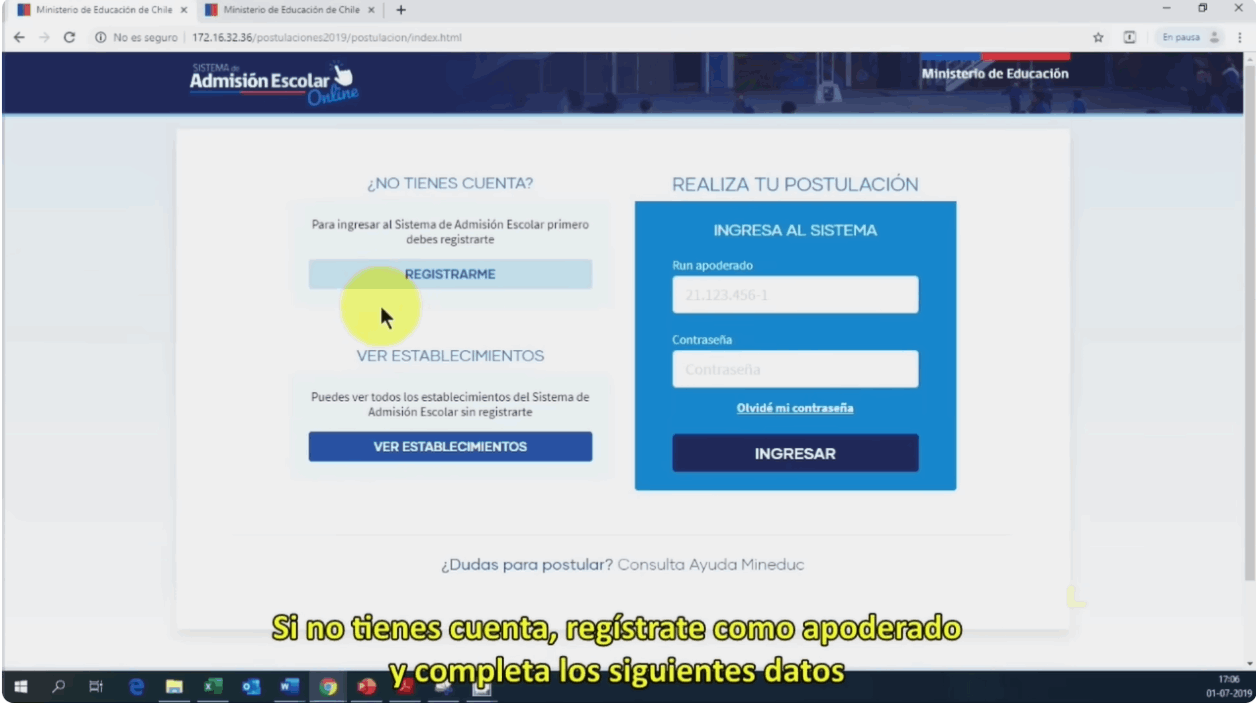 Ministerio de Educación de Chile
Ministerio de Educación de Chile
No es seguro
172.16.32.36/postulaciones2019/postulacion/index.html
En pausa
SISTEMA de
Admisión Escolar
Online
Ministerio de Educación
¿NO TIENES CUENTA?
Para ingresar al Sistema de Admisión Escolar primero
debes registrarte
REGISTRARME
VER ESTABLECIMIENTOS
Puedes ver todos los establecimientos del Sistema de
Admisión Escolar sin registrarte
VER ESTABLECIMIENTOS
REALIZA TU POSTULACIÓN
INGRESA AL SISTEMA
Run apoderado
21.123.456-1
Contraseña
Contraseña
Olvidé mi contraseña
INGRESAR
¿Dudas para postular? Consulta Ayuda Mineduc
Si no tienes cuenta, regístrate como apoderado
y completa los siguientes datos
17:06
01-07-2019